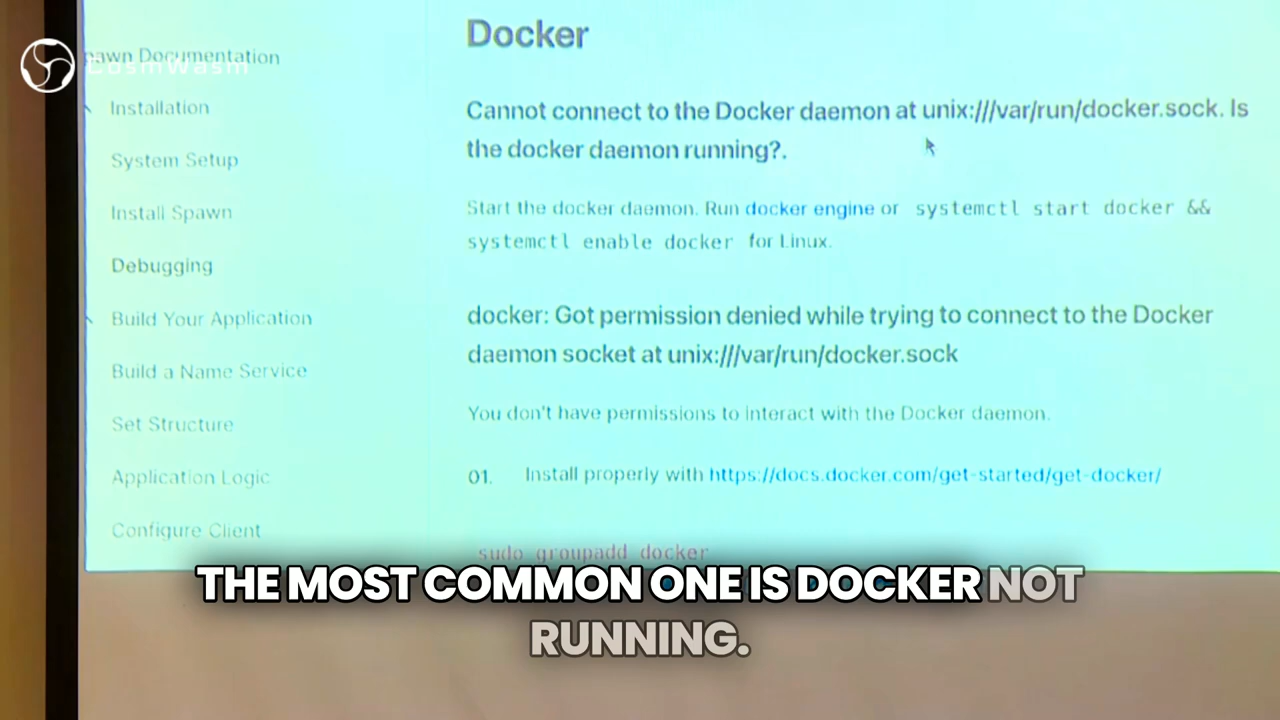 Spawn Documentation
CosmWasm
Installation
System Setup
Install Spawn
Debugging
Build Your Application
Build a Name Service
Set Structure
Application Logic
Configure Client
Docker
Cannot connect to the Docker daemon at unix:///var/run/docker.sock. Is
the docker daemon running?.
Start the docker daemon. Run docker engine or systemctl start docker &&
systemctl enable docker for Linux.
docker: Got permission denied while trying to connect to the Docker
daemon socket at unix:///var/run/docker.sock
You don't have permissions to interact with the Docker daemon.
01. Install properly with https://docs.docker.com/get-started/get-docker/
sudo groupadd docker
THE MOST COMMON ONE IS DOCKER NOT
RUNNING.